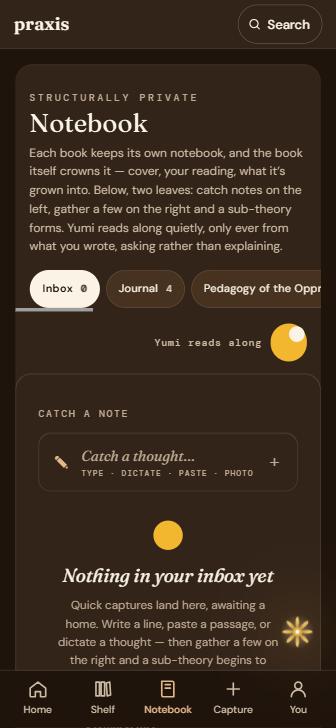 praxis
Search
STRUCTURALLY PRIVATE
Notebook
Each book keeps its own notebook, and the book
itself crowns it — cover, your reading, what it's
grown into. Below, two leaves: catch notes on the
left, gather a few on the right and a sub-theory
forms. Yumi reads along quietly, only ever from
what you wrote, asking rather than explaining.
Inbox 0
Journal 4
Pedagogy of the Oppr
Yumi reads along
CATCH A NOTE
Catch a thought...
TYPE · DICTATE · PASTE · PHOTO
+
Nothing in your inbox yet
Quick captures land here, awaiting a
home. Write a line, paste a passage, or
dictate a thought — then gather a few on
the right and a sub-theory begins to
Home
Shelf
Notebook
Capture
You